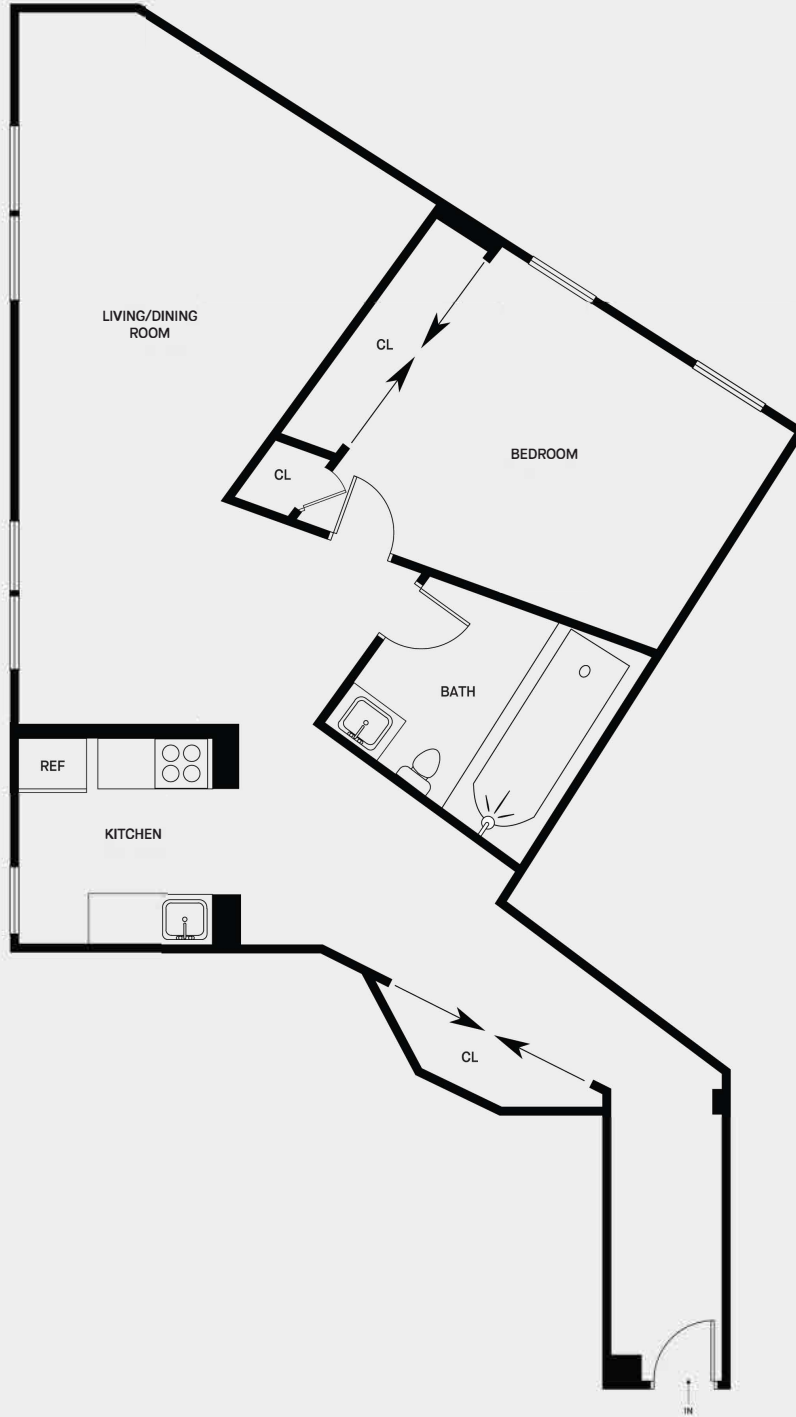 LIVING/DINING
ROOM
CL
BEDROOM
CL
BATH
REF
KITCHEN
CL
IN